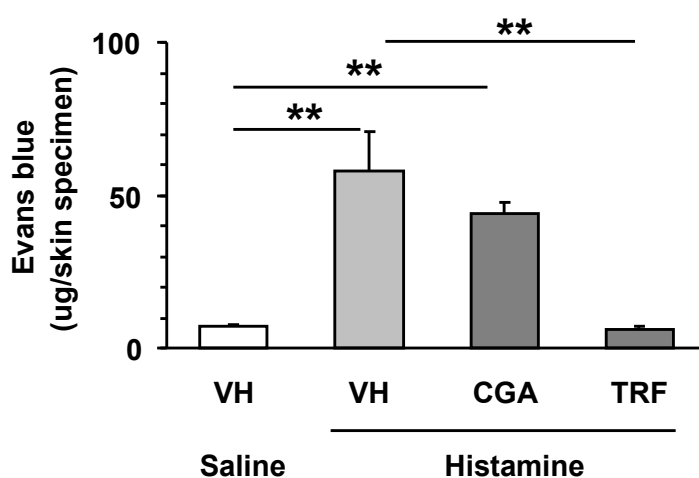 100
50
0
Evans blue
(ug/skin specimen)
**
**
**
VH VH CGA TRF
Saline Histamine